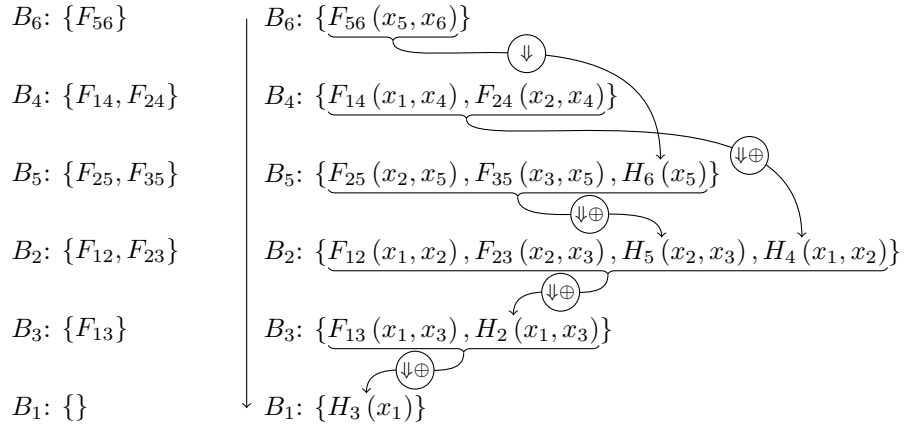 B₆: {F₅₆} B₆: {F₅₆ (x₅, x₆)}
⇓
B₄: {F₁₄, F₂₄} B₄: {F₁₄ (x₁, x₄) , F₂₄ (x₂, x₄)}
⇓⊕
B₅: {F₂₅, F₃₅} B₅: {F₂₅ (x₂, x₅) , F₃₅ (x₃, x₅) , H₆ (x₅)}
⇓⊕
B₂: {F₁₂, F₂₃} B₂: {F₁₂ (x₁, x₂) , F₂₃ (x₂, x₃) , H₅ (x₂, x₃) , H₄ (x₁, x₂)}
⇓⊕
B₃: {F₁₃} B₃: {F₁₃ (x₁, x₃) , H₂ (x₁, x₃)}
⇓⊕
B₁: {} B₁: {H₃ (x₁)}